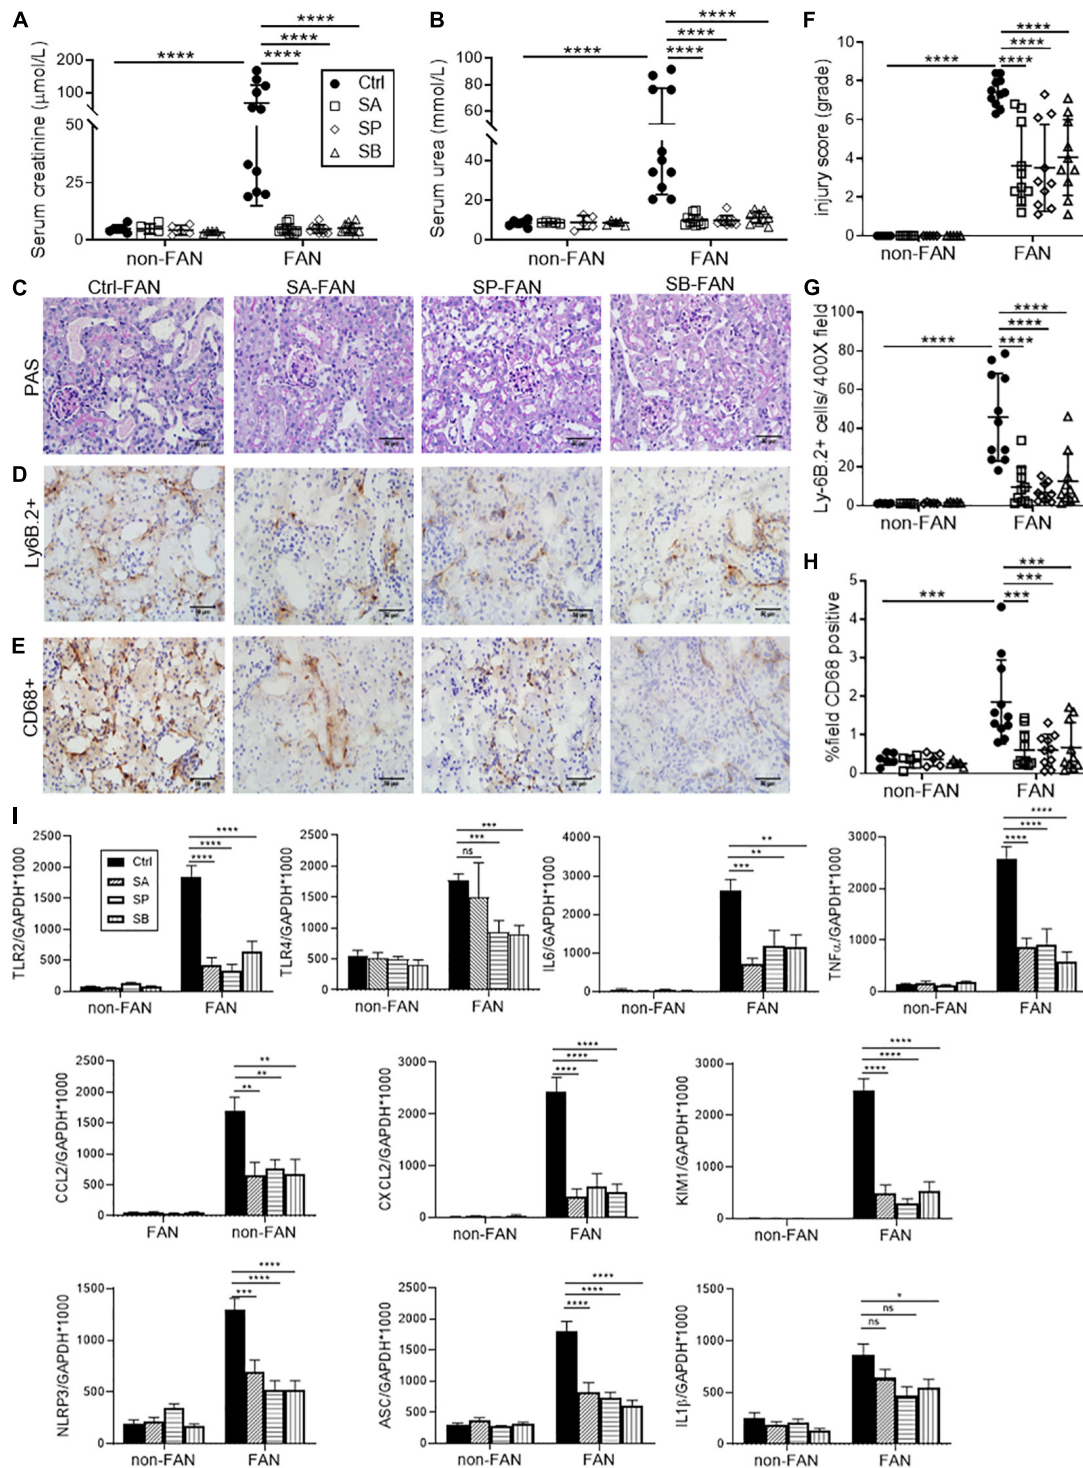 A
****
****
****
****
Serum creatinine (μmol/L)
200
100
50
25
0
non-FAN
FAN
Ctrl
SA
SP
SB
B
****
****
****
****
Serum urea (mmol/L)
100
80
60
40
20
0
non-FAN
FAN
F
****
****
****
****
injury score (grade)
10
8
6
4
2
0
non-FAN
FAN
C
Ctrl-FAN
SA-FAN
SP-FAN
SB-FAN
PAS
D
Ly6B.2+
E
CD68+
G
****
****
****
****
Ly-6B.2+ cells/ 400X field
100
80
60
40
20
0
non-FAN
FAN
H
***
***
***
***
%field CD68 positive
5
4
3
2
1
0
non-FAN
FAN
I
TLR2/GAPDH*1000
2500
2000
1500
1000
500
0
****
****
****
Ctrl
SA
SP
SB
non-FAN
FAN
TLR4/GAPDH*1000
2500
2000
1500
1000
500
0
***
***
ns
non-FAN
FAN
IL6/GAPDH*1000
4000
3000
2000
1000
0
**
**
***
non-FAN
FAN
TNFα/GAPDH*1000
3000
2000
1000
0
****
****
****
non-FAN
FAN
CCL2/GAPDH*1000
2500
2000
1500
1000
500
0
**
**
**
FAN
non-FAN
CXCL2/GAPDH*1000
3000
2000
1000
0
****
****
****
non-FAN
FAN
KIM1/GAPDH*1000
3000
2000
1000
0
****
****
****
non-FAN
FAN
NLRP3/GAPDH*1000
1500
1000
500
0
****
****
***
non-FAN
FAN
ASC/GAPDH*1000
2500
2000
1500
1000
500
0
****
****
****
non-FAN
FAN
IL1β/GAPDH*1000
1500
1000
500
0
*
ns
ns
non-FAN
FAN